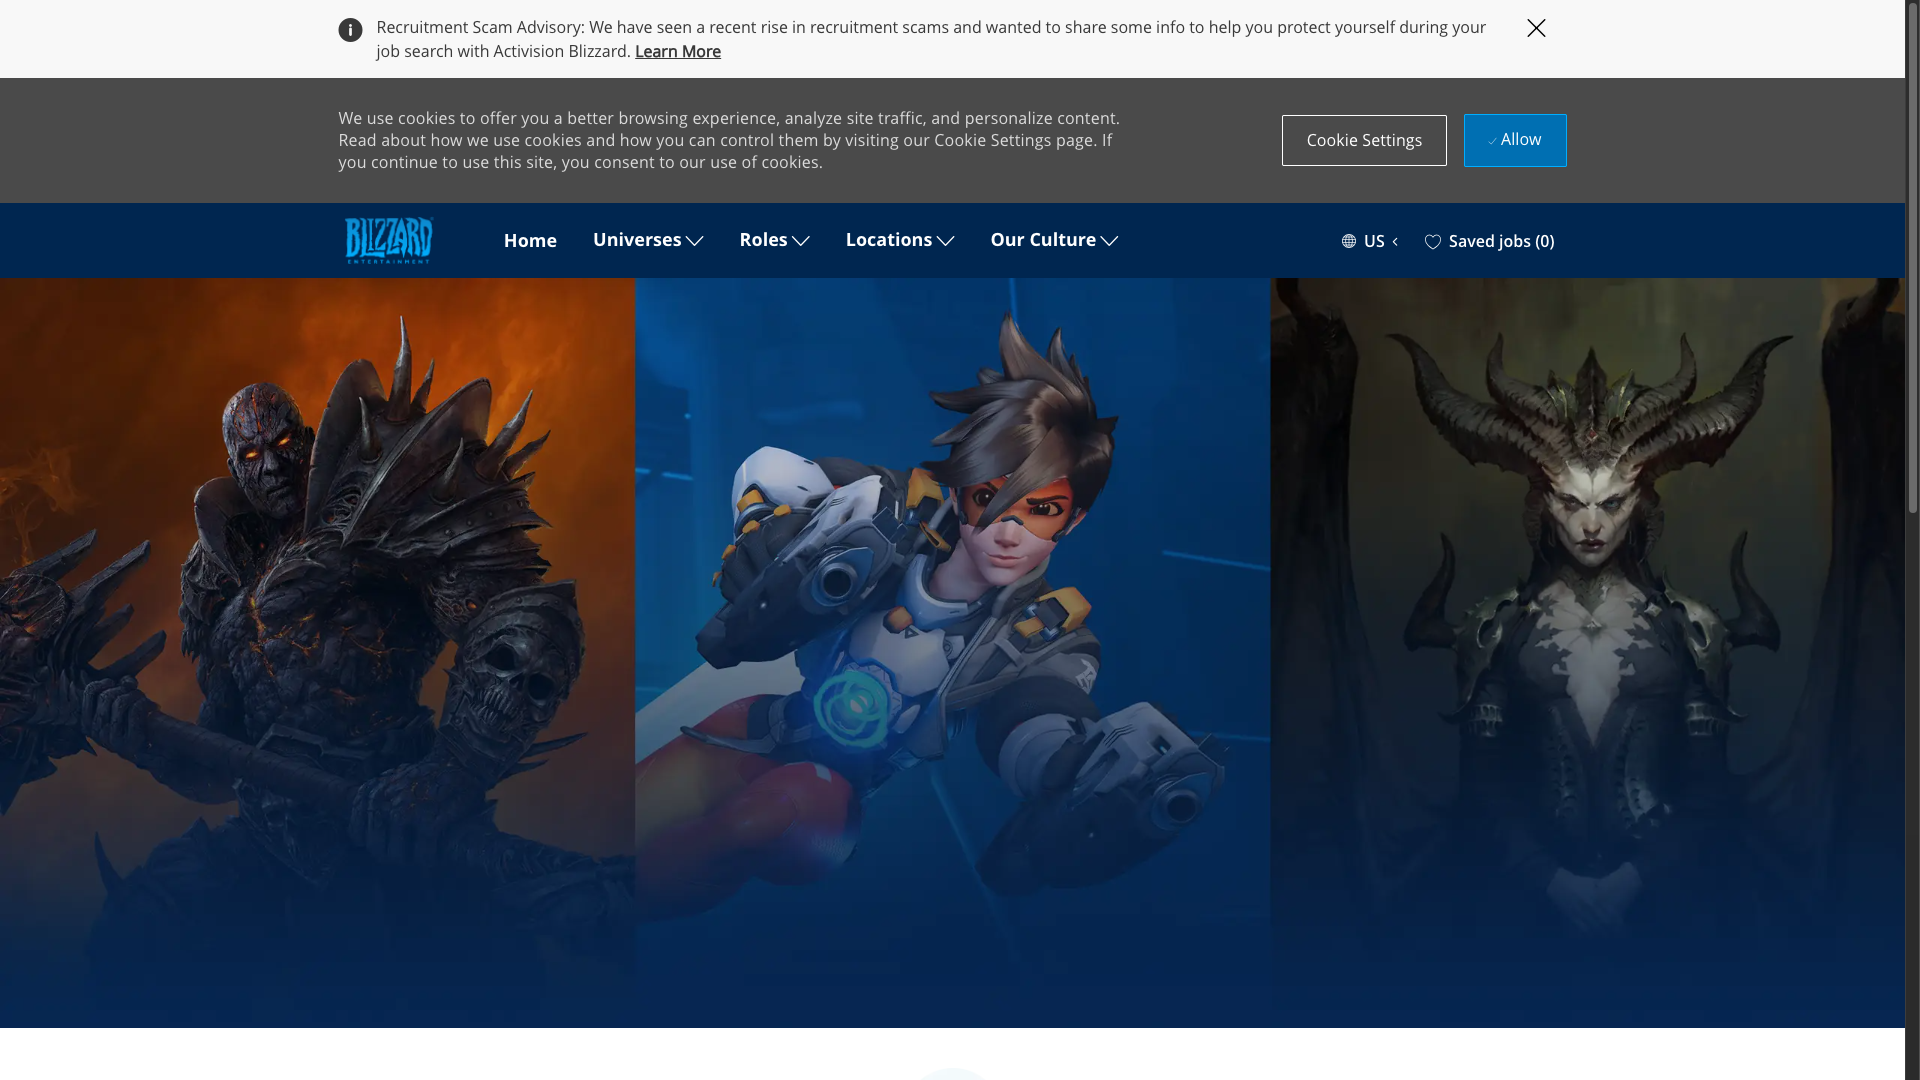 Recruitment Scam Advisory: We have seen a recent rise in recruitment scams and wanted to share some info to help you protect yourself during your
job search with Activision Blizzard. Learn More
We use cookies to offer you a better browsing experience, analyze site traffic, and personalize content.
Read about how we use cookies and how you can control them by visiting our Cookie Settings page. If
you continue to use this site, you consent to our use of cookies.
Cookie Settings
Allow
BLIZZARD
ENTERTAINMENT
Home
Universes
Roles
Locations
Our Culture
US
Saved jobs (0)